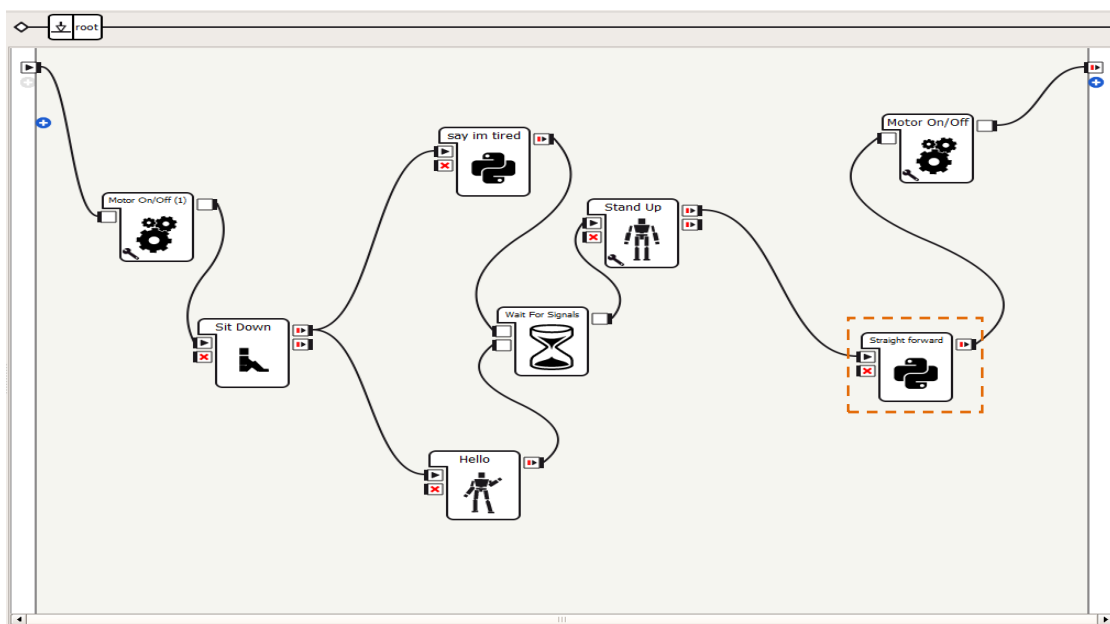 root
say im tired
Motor On/Off
Motor On/Off (1)
Stand Up
Wait For Signals
Sit Down
Straight forward
Hello